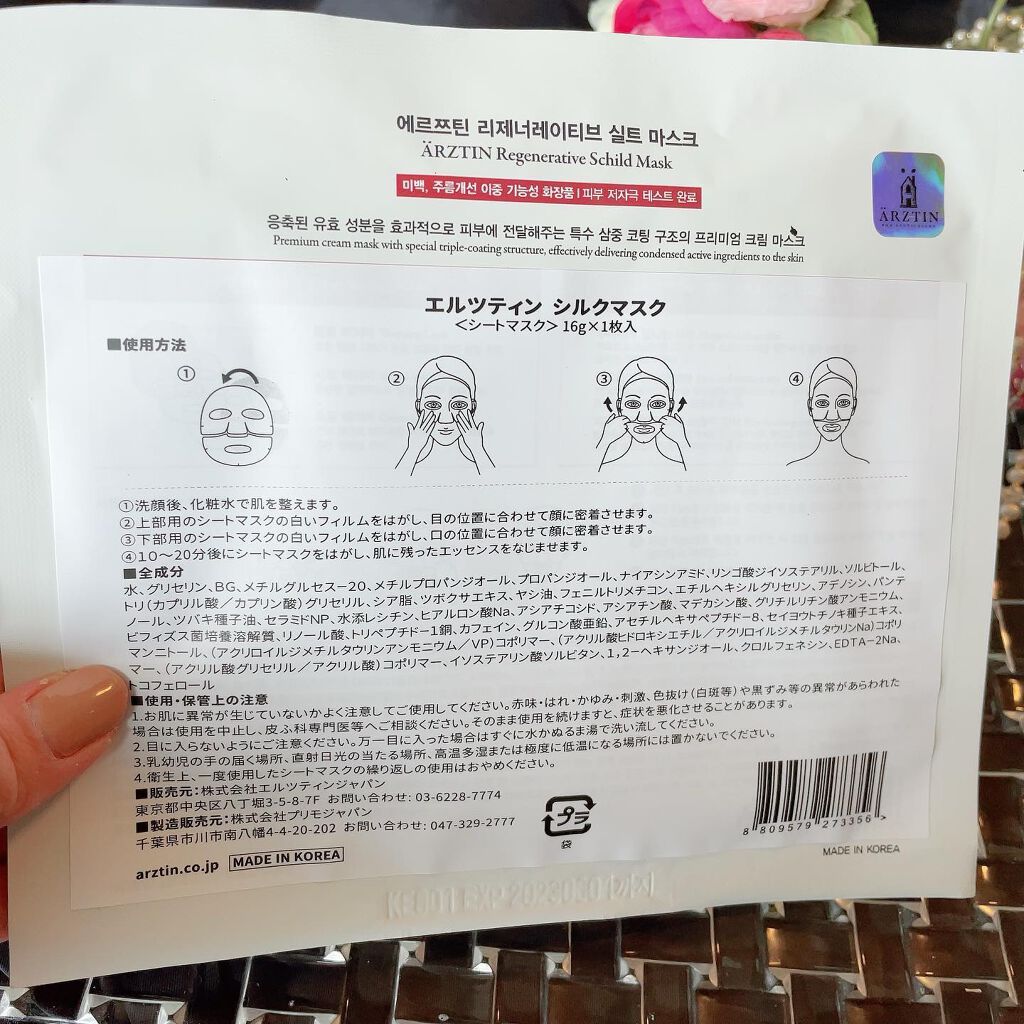 에르쯔틴 리제너레이티브 실트 마스크
ÄRZTIN Regenerative Schild Mask
미백, 주름개선 이중 기능성 화장품 | 피부 저자극 테스트 완료
응축된 유효 성분을 효과적으로 피부에 전달해주는 특수 삼중 코팅 구조의 프리미엄 크림 마스크
Premium cream mask with special triple-coating structure, effectively delivering condensed active ingredients to the skin
ÄRZTIN
エルツティン シルクマスク
<シートマスク> 16g×1枚入
■使用方法
① ② ③ ④
①洗顔後、化粧水で肌を整えます。
②上部用のシートマスクの白いフィルムをはがし、目の位置に合わせて顔に密着させます。
③下部用のシートマスクの白いフィルムをはがし、口の位置に合わせて顔に密着させます。
④10〜20分後にシートマスクをはがし、肌に残ったエッセンスをなじませます。
■全成分
水、グリセリン、BG、メチルグルセス-20、メチルプロパンジオール、プロパンジオール、ナイアシンアミド、リンゴ酸ジイソステアリル、ソルビトール、
トリ(カプリル酸/カプリン酸)グリセリル、シア脂、ツボクサエキス、ヤシ油、フェニルトリメチコン、エチルヘキシルグリセリン、アデノシン、パンテ
ノール、ツバキ種子油、セラミドNP、水添レシチン、ヒアルロン酸Na、アシアチコシド、アシアチン酸、マデカシン酸、グリチルリチン酸アンモニウム、
ビフィズス菌培養溶解質、リノール酸、トリペプチド-1銅、カフェイン、グルコン酸亜鉛、アセチルヘキサペプチド-8、セイヨウトチノキ種子エキス、
マンニトール、(アクリロイルジメチルタウリンアンモニウム/VP)コポリマー、(アクリル酸ヒドロキシエチル/アクリロイルジメチルタウリンNa)コポリ
マー、(アクリル酸グリセリル/アクリル酸)コポリマー、イソステアリン酸ソルビタン、1,2-ヘキサンジオール、クロルフェネシン、EDTA-2Na、
トコフェロール
■使用・保管上の注意
1.お肌に異常が生じていないかよく注意してご使用してください。赤味・はれ・かゆみ・刺激、色抜け(白斑等)や黒ずみ等の異常があらわれた
場合は使用を中止し、皮ふ科専門医等へご相談ください。そのまま使用を続けますと、症状を悪化させることがあります。
2.目に入らないようにご注意ください。万一目に入った場合はすぐに水かぬるま湯で洗い流してください。
3.乳幼児の手の届く場所、直射日光の当たる場所、高温多湿または極度に低温になる場所には置かないでください。
4.衛生上、一度使用したシートマスクの繰り返しの使用はおやめください。
■販売元:株式会社エルツティンジャパン
東京都中央区八丁堀3-5-8-7F お問い合わせ: 03-6228-7774
■製造販売元:株式会社プリモジャパン
千葉県市川市南八幡4-4-20-202 お問い合わせ: 047-329-2777
arztin.co.jp MADE IN KOREA
プラ
袋
8 809579 273356 >
MADE IN KOREA